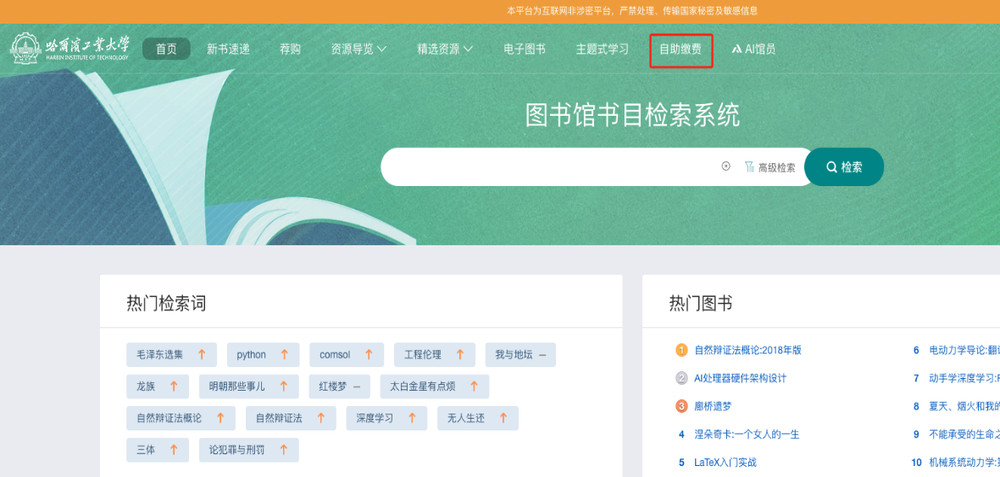 本平台为互联网非涉密平台，严禁处理、传输国家秘密及敏感信息
哈尔滨工业大学
HARBIN INSTITUTE OF TECHNOLOGY
首页 新书速递 荐购 资源导览 精选资源 电子图书 主题式学习 自助缴费 AI馆员
图书馆书目检索系统
高级检索 检索
热门检索词
毛泽东选集 ↑ python ↑ comsol ↑ 工程伦理 ↑ 我与地坛 –
龙族 ↑ 明朝那些事儿 ↑ 红楼梦 – 太白金星有点烦 ↑
自然辩证法概论 ↑ 自然辩证法 ↑ 深度学习 ↑ 无人生还 ↑
三体 ↑ 论犯罪与刑罚 ↑
热门图书
1 自然辩证法概论:2018年版
2 AI处理器硬件架构设计
3 廊桥遗梦
4 涅朵奇卡:一个女人的一生
5 LaTeX入门实战
6 电动力学导论:翻
7 动手学深度学习:
8 夏天、烟火和我的
9 不能承受的生命之
10 机械系统动力学: